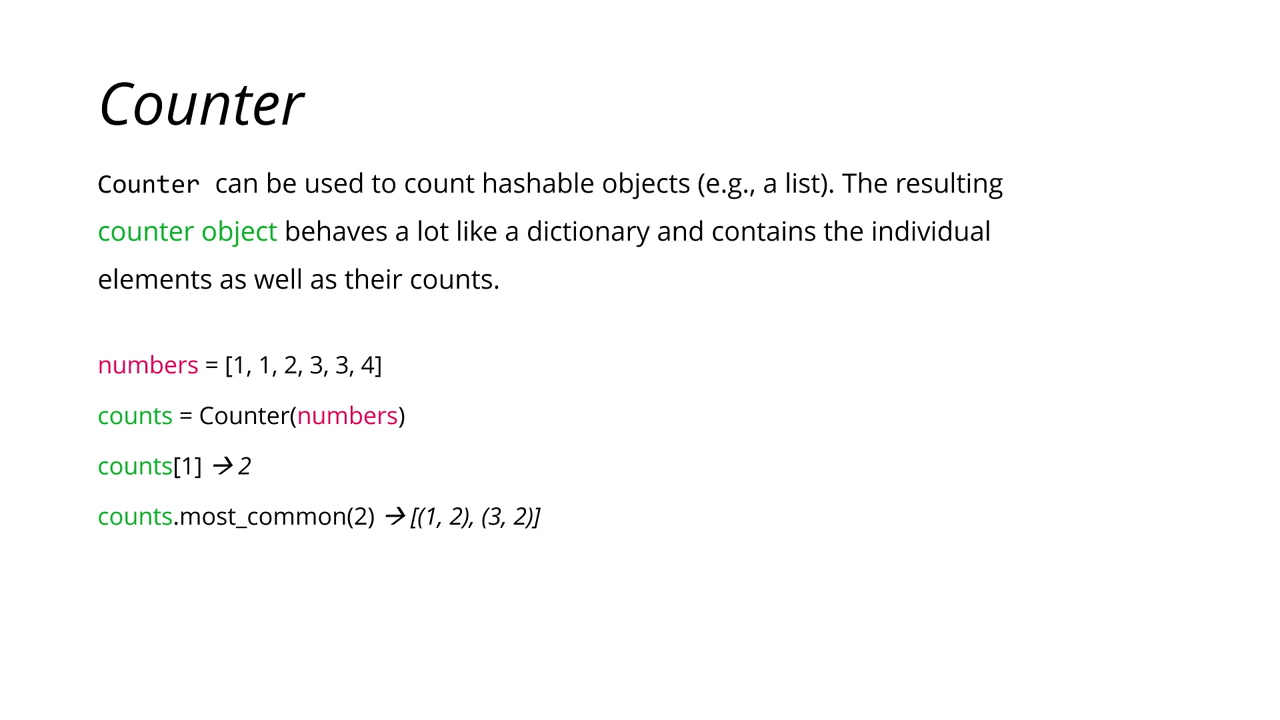 Counter
Counter can be used to count hashable objects (e.g., a list). The resulting
counter object behaves a lot like a dictionary and contains the individual
elements as well as their counts.
numbers = [1, 1, 2, 3, 3, 4]
counts = Counter(numbers)
counts[1] → 2
counts.most_common(2) → [(1, 2), (3, 2)]